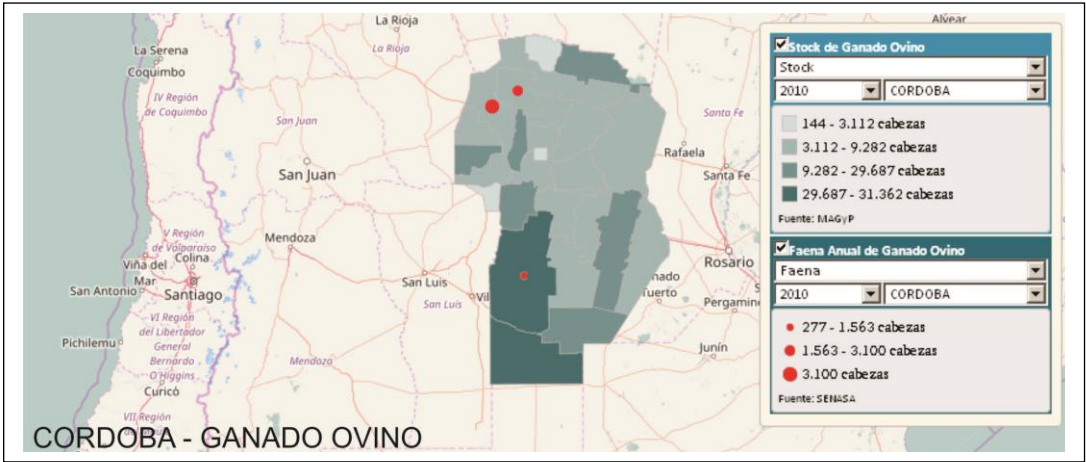 La Rioja
La Rioja
La Serena
Coquimbo
IV Región
de Coquimbo
San Juan
San Juan
Santa Fe
Rafaela
Santa Fe
V Región
de Valparaíso
Viña del
Mar
Colina
San Antonio
Santiago
Mendoza
San Luis
San Luis
Vil
Rosario
nado
Tuerto
Pergamin
VI Región
del Libertador
General
Bernardo
O'Higgins
Pichilemu
Curicó
Mendoza
Junín
VII Región
CORDOBA - GANADO OVINO
Alvear
Stock de Ganado Ovino
Stock
2010 CORDOBA
144 - 3.112 cabezas
3.112 - 9.282 cabezas
9.282 - 29.687 cabezas
29.687 - 31.362 cabezas
Fuente: MAGyP
Faena Anual de Ganado Ovino
Faena
2010 CORDOBA
277 - 1.563 cabezas
1.563 - 3.100 cabezas
3.100 cabezas
Fuente: SENASA